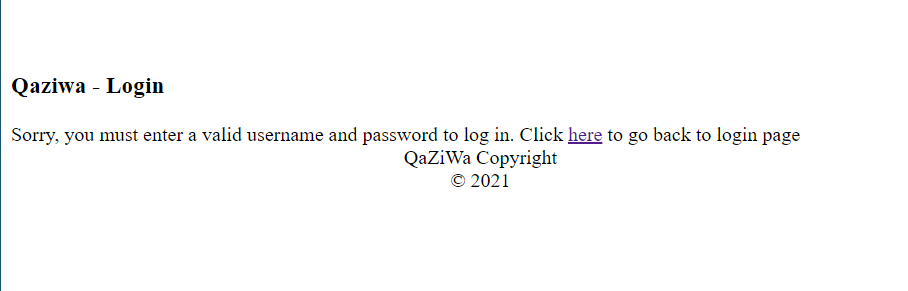 Qaziwa - Login
Sorry, you must enter a valid username and password to log in. Click here to go back to login page
QaZiWa Copyright
© 2021